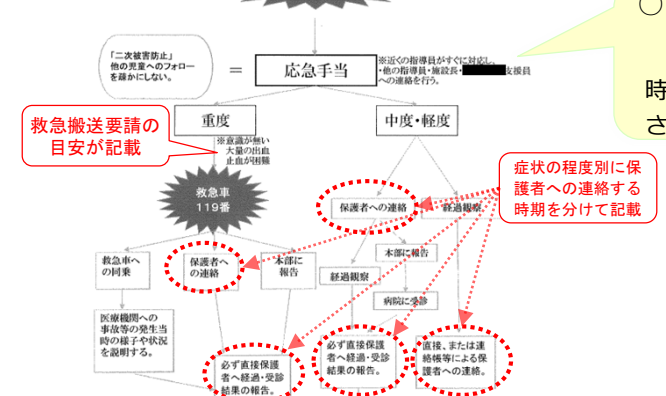 ○
時
さ
「二次被害防止」
他の児童へのフォロー
を疎かにしない。
＝
応急手当
※近くの指導員がすぐに対応し、
・他の指導員・施設長・
支援員
への連絡を行う。
重度
中度・軽度
※意識が無い
大量の出血
止血が困難
救急搬送要請の
目安が記載
救急車
119番
症状の程度別に保
護者への連絡する
時期を分けて記載
保護者への連絡
経過観察
救急車へ
の同乗
保護者へ
の連絡
本部に
報告
本部に報告
経過観察
病院に受診
医療機関への
事故等の発生当
時の様子や状況
を説明する。
必ず直接保護
者へ経過・受診
結果の報告。
必ず直接保護
者へ経過・受診
結果の報告。
直接、または連
絡帳等による保
護者への連絡。